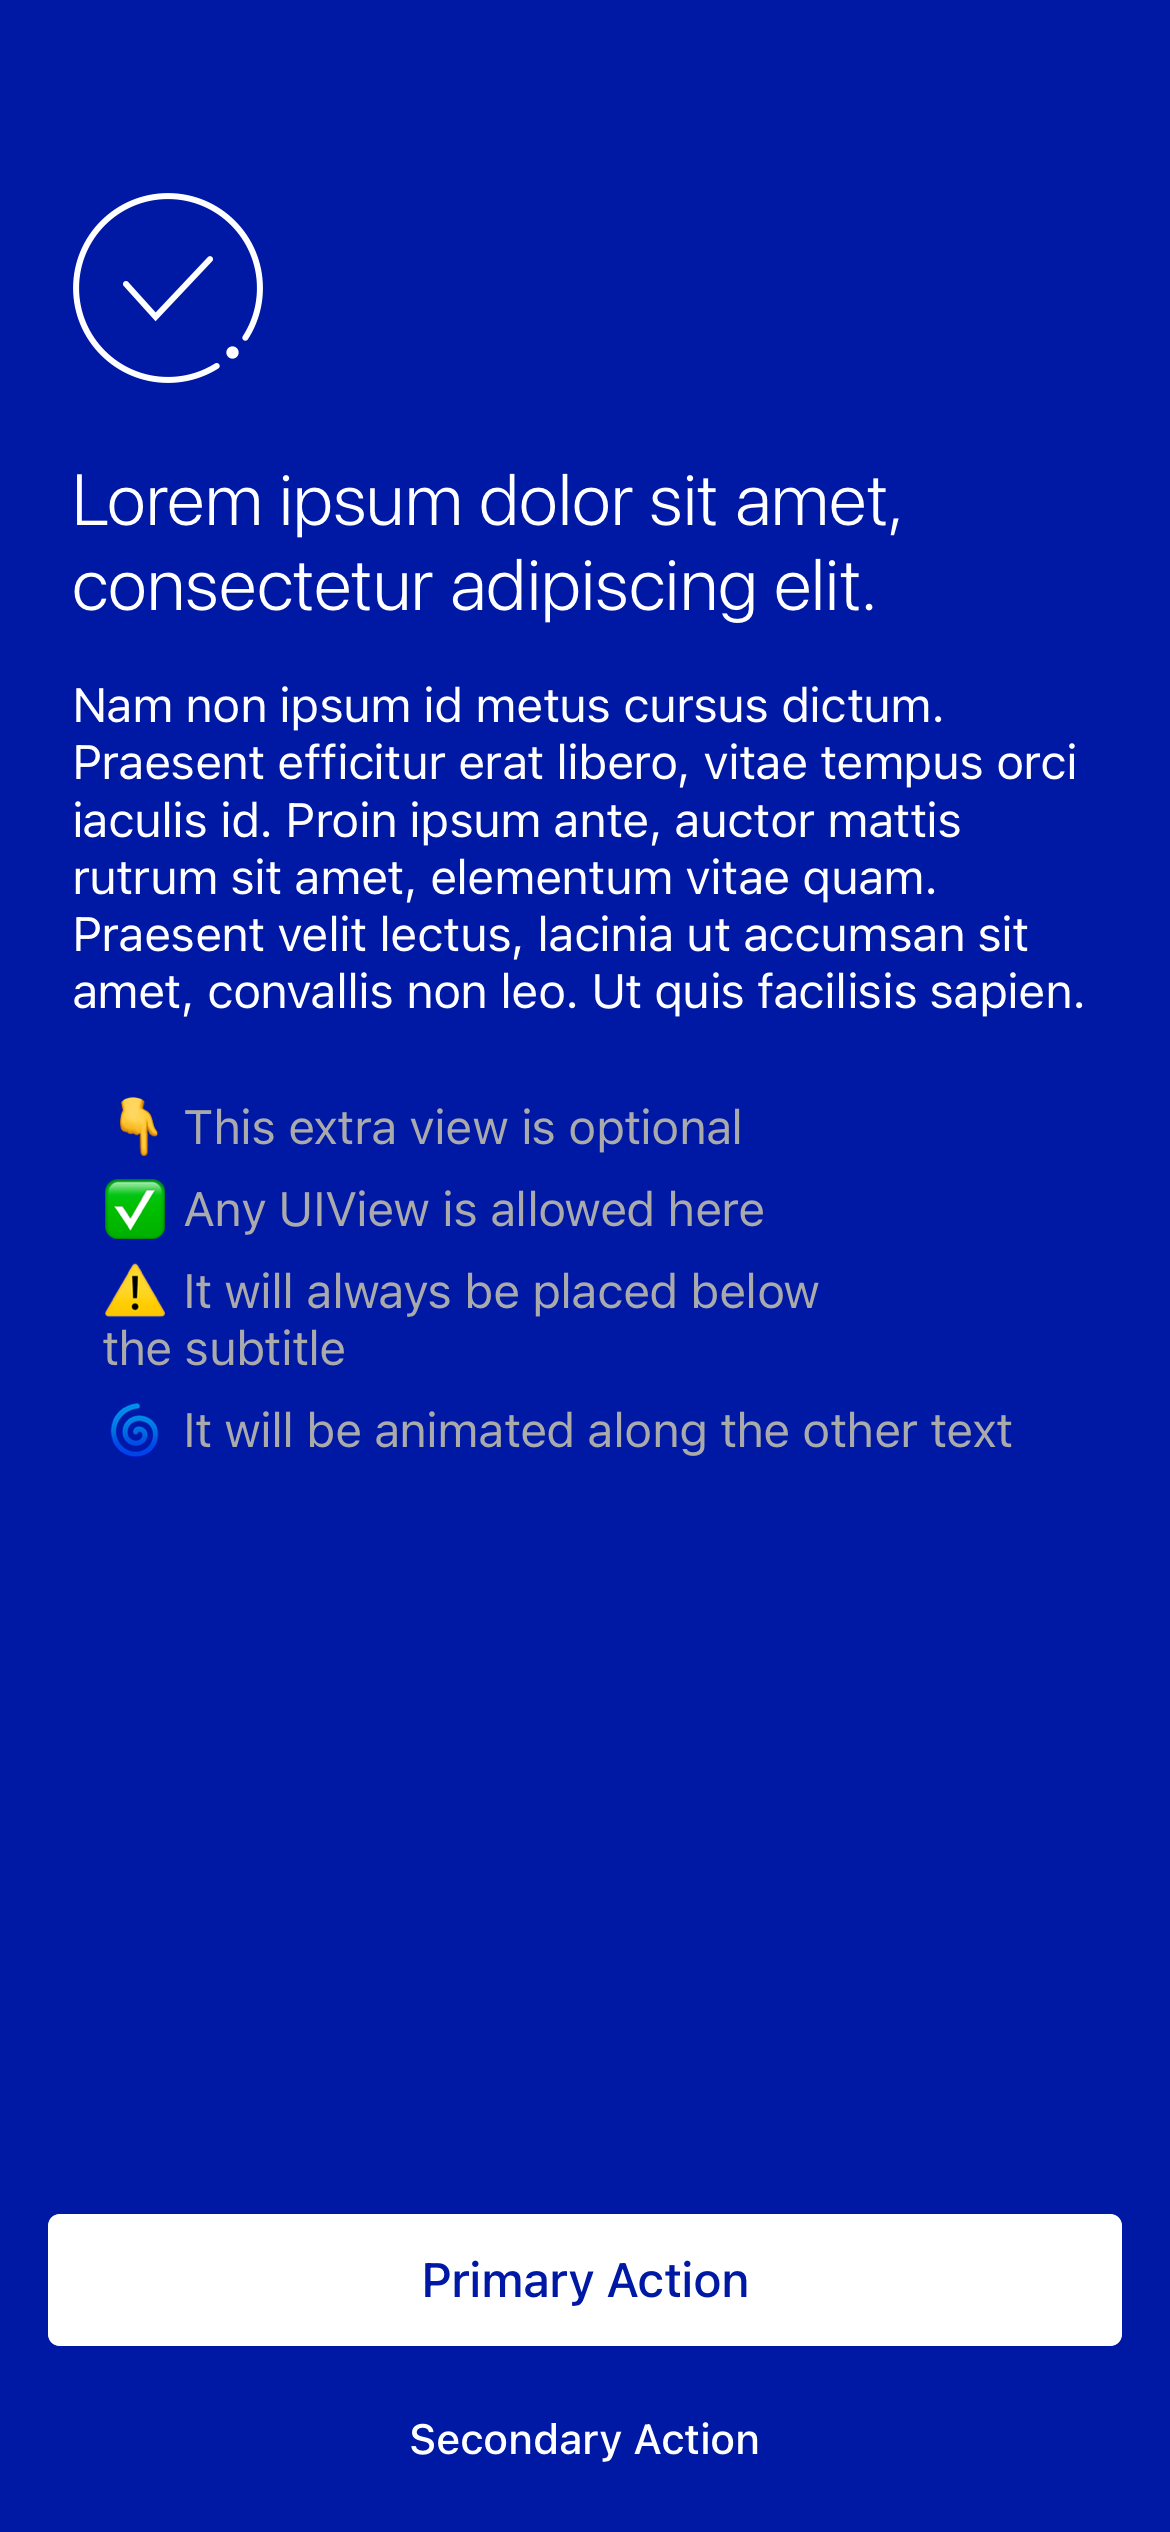 Lorem ipsum dolor sit amet,
consectetur adipiscing elit.
Nam non ipsum id metus cursus dictum.
Praesent efficitur erat libero, vitae tempus orci
iaculis id. Proin ipsum ante, auctor mattis
rutrum sit amet, elementum vitae quam.
Praesent velit lectus, lacinia ut accumsan sit
amet, convallis non leo. Ut quis facilisis sapien.
👇 This extra view is optional
✅ Any UIView is allowed here
⚠️ It will always be placed below
the subtitle
🌀 It will be animated along the other text
Primary Action
Secondary Action